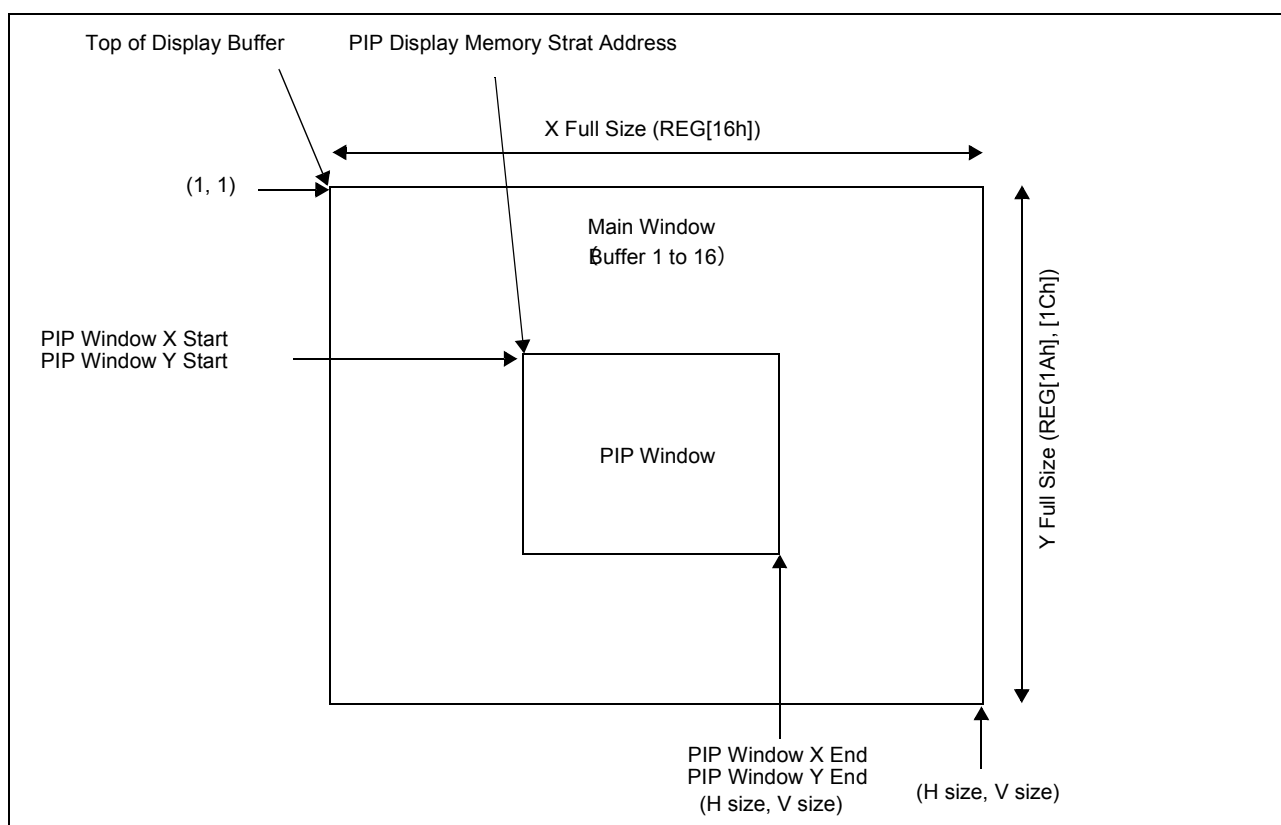 Top of Display Buffer
PIP Display Memory Strat Address
X Full Size (REG[16h])
(1, 1)
Main Window
(Buffer 1 to 16)
PIP Window X Start
PIP Window Y Start
Y Full Size (REG[1Ah], [1Ch])
PIP Window
PIP Window X End
PIP Window Y End
(H size, V size)
(H size, V size)